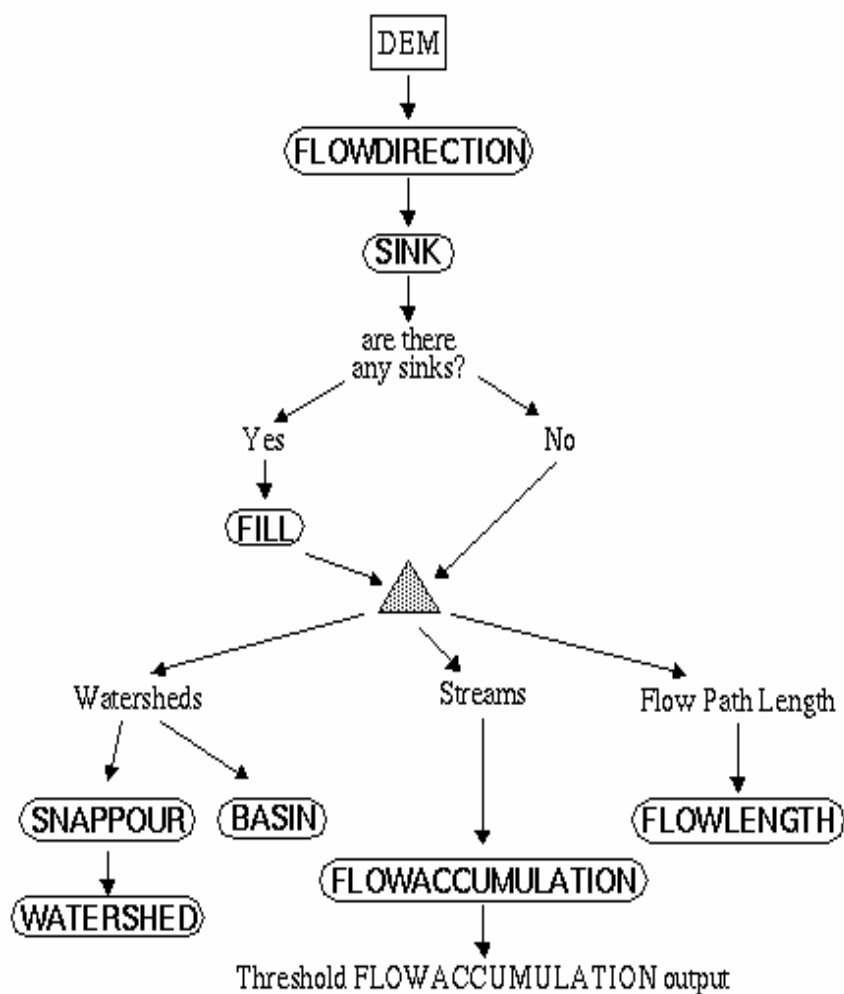 DEM
FLOWDIRECTION
SINK
are there
any sinks?
Yes
No
FILL
Watersheds
Streams
Flow Path Length
SNAPPOUR
BASIN
FLOWLENGTH
FLOWACCUMULATION
WATERSHED
Threshold FLOWACCUMULATION output